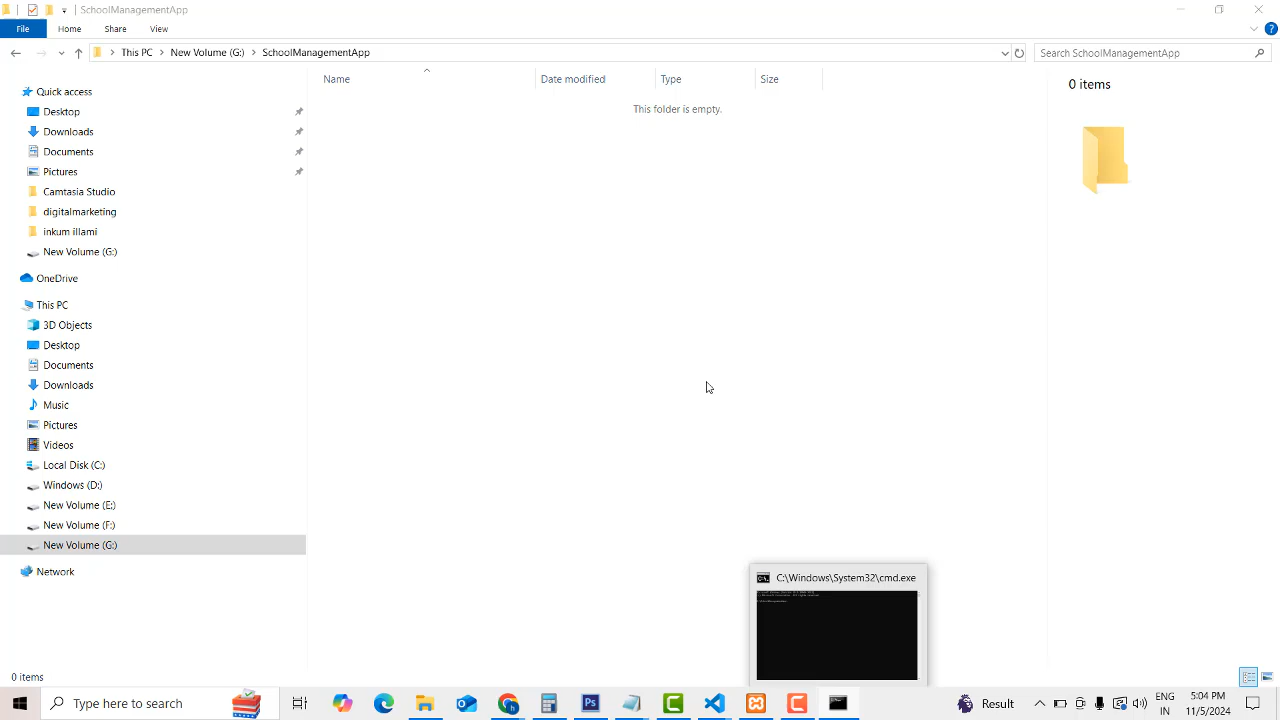 SchoolManagementApp
File Home Share View
This PC New Volume (G:) SchoolManagementApp
Search SchoolManagementApp
Name Date modified Type Size
This folder is empty.
0 items
Quick access
Desktop
Downloads
Documents
Pictures
Camtasia Studio
digitalmarketing
inkum illami
New Volume (G:)
OneDrive
This PC
3D Objects
Desktop
Documents
Downloads
Music
Pictures
Videos
Local Disk (C:)
Windows (D:)
New Volume (E:)
New Volume (F:)
New Volume (G:)
Network
C:\Windows\System32\cmd.exe
0 items
Type here to search
Result
ENG
IN
9:04 PM
11/5/2024